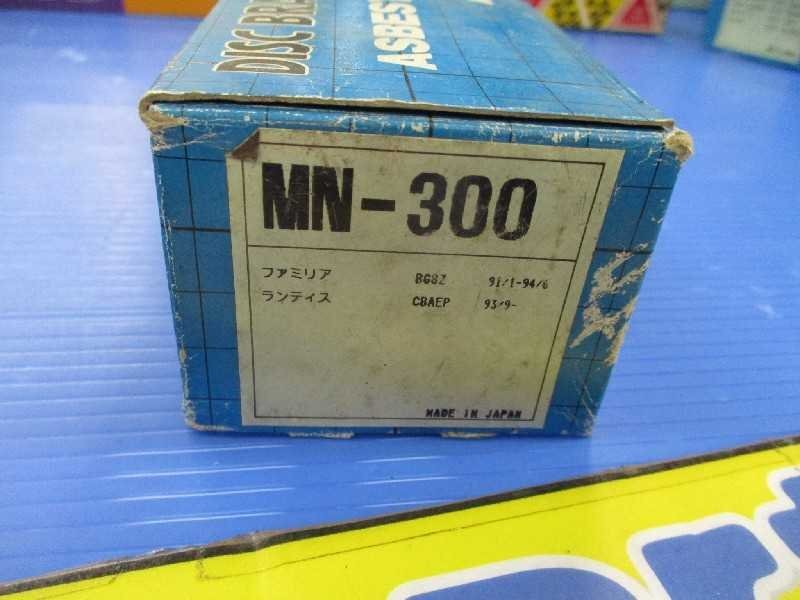 DISC BRA
ASBES
MN-300
ファミリア BG8Z 91/1-94/6
ランティス CBAEP 93/9-
MADE IN JAPAN